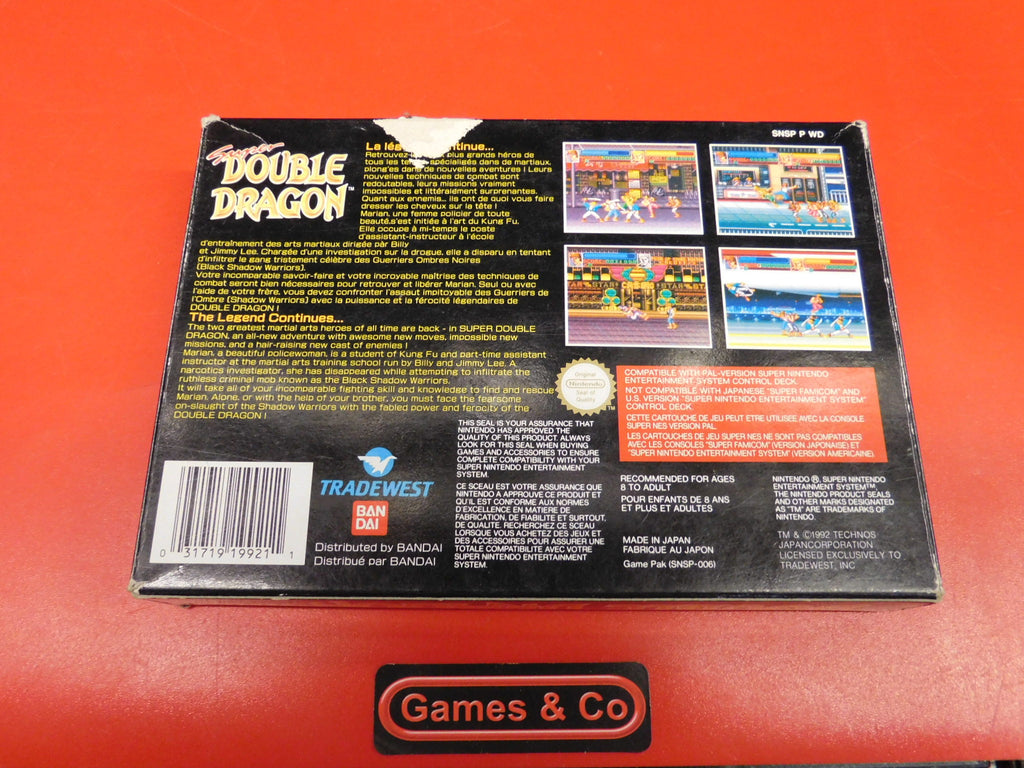 SNSP P WD
Super
DOUBLE
DRAGON™
La lég tinue...
Retrouvez plus grands héros de
tous les te spécialigés dans de martiaux.
plongés dans de nouvelles aventures ! Leurs
nouvelles techniques de combat sont
redoutables, leurs missions vraiment
impossibles et littéralement surprenantes.
Quant aux ennemis... ils ont de quoi vous faire
dresser les cheveux sur la tête !
Marian, une femme policier de toute
beauté,s'est initiée à l'art du Kung Fu.
Elle occupe à mi-temps le poste
d'assistant-instructeur à l'école
d'entraînement des arts martiaux dirigée par Billy
et Jimmy Lee. Chargée d'une investigation sur la drogue, elle a disparu en tentant
d'infiltrer le gang tristement célèbre des Guerriers Ombres Noires
(Black Shadow Warriors).
Votre incomparable savoir-faire et votre incroyable maîtrise des techniques de
combat seront bien nécessaires pour retrouver et libérer Marian. Seul ou avec
l'aide de votre frère, vous devez confronter l'assaut impitoyable des Guerriers de
l'Ombre (Shadow Warriors) avec la puissance et la férocité légendaires de
DOUBLE DRAGON !
The Legend Continues...
The two greatest martial arts heroes of all time are back - in SUPER DOUBLE
DRAGON, an all-new adventure with awesome new moves, impossible new
missions, and a hair-raising new cast of enemies !
Marian, a beautiful policewoman, is a student of Kung Fu and part-time assistant
instructor at the martial arts training school run by Billy and Jimmy Lee. A
narcotics investigator, she has disappeared while attempting to infiltrate the
ruthless criminal mob known as the Black Shadow Warriors.
It will take all of your incomparable fighting skill and knowledge to find and rescue
Marian. Alone, or with the help of your brother, you must face the fearsome
on-slaught of the Shadow Warriors with the fabled power and ferocity of the
DOUBLE DRAGON !
Original
Nintendo
Seal of
Quality
TM
COMPATIBLE WITH PAL-VERSION SUPER NINTENDO
ENTERTAINMENT SYSTEM CONTROL DECK.
NOT COMPATIBLE WITH JAPANESE "SUPER FAMICOM" AND
U.S. VERSION "SUPER NINTENDO ENTERTAINMENT SYSTEM"
CONTROL DECK.
CETTE CARTOUCHE DE JEU PEUT ETRE UTILISEE AVEC LA CONSOLE
SUPER NES VERSION PAL.
LES CARTOUCHES DE JEU SUPER NES NE SONT PAS COMPATIBLES
AVEC LES CONSOLES "SUPER FAMICOM" (VERSION JAPONAISE) ET
"SUPER NINTENDO ENTERTAINMENT SYSTEM" (VERSION AMERICAINE).
THIS SEAL IS YOUR ASSURANCE THAT
NINTENDO HAS APPROVED THE
QUALITY OF THIS PRODUCT. ALWAYS
LOOK FOR THIS SEAL WHEN BUYING
GAMES AND ACCESSORIES TO ENSURE
COMPLETE COMPATIBILITY WITH YOUR
SUPER NINTENDO ENTERTAINMENT
SYSTEM.
CE SCEAU EST VOTRE ASSURANCE QUE
NINTENDO A APPROUVE CE PRODUIT ET
QU'IL EST CONFORME AUX NORMES
D'EXCELLENCE EN MATIERE DE
FABRICATION, DE FIABILITE ET SURTOUT,
DE QUALITE. RECHERCHEZ CE SCEAU
LORSQUE VOUS ACHETEZ DES JEUX ET
DES ACCESSOIRES POUR ASSURER UNE
TOTALE COMPATIBILITE AVEC VOTRE
SUPER NINTENDO ENTERTAINMENT
SYSTEM.
0 31719 19921 1
TRADEWEST
BAN
DAI
Distributed by BANDAI
Distribué par BANDAI
RECOMMENDED FOR AGES
8 TO ADULT
POUR ENFANTS DE 8 ANS
ET PLUS ET ADULTES
MADE IN JAPAN
FABRIQUE AU JAPON
Game Pak (SNSP-006)
NINTENDO ®, SUPER NINTENDO
ENTERTAINMENT SYSTEM™,
THE NINTENDO PRODUCT SEALS
AND OTHER MARKS DESIGNATED
AS "TM" ARE TRADEMARKS OF
NINTENDO.
TM & ©1992 TECHNOS
JAPANCORPORATION
LICENSED EXCLUSIVELY TO
TRADEWEST, INC
Games & Co